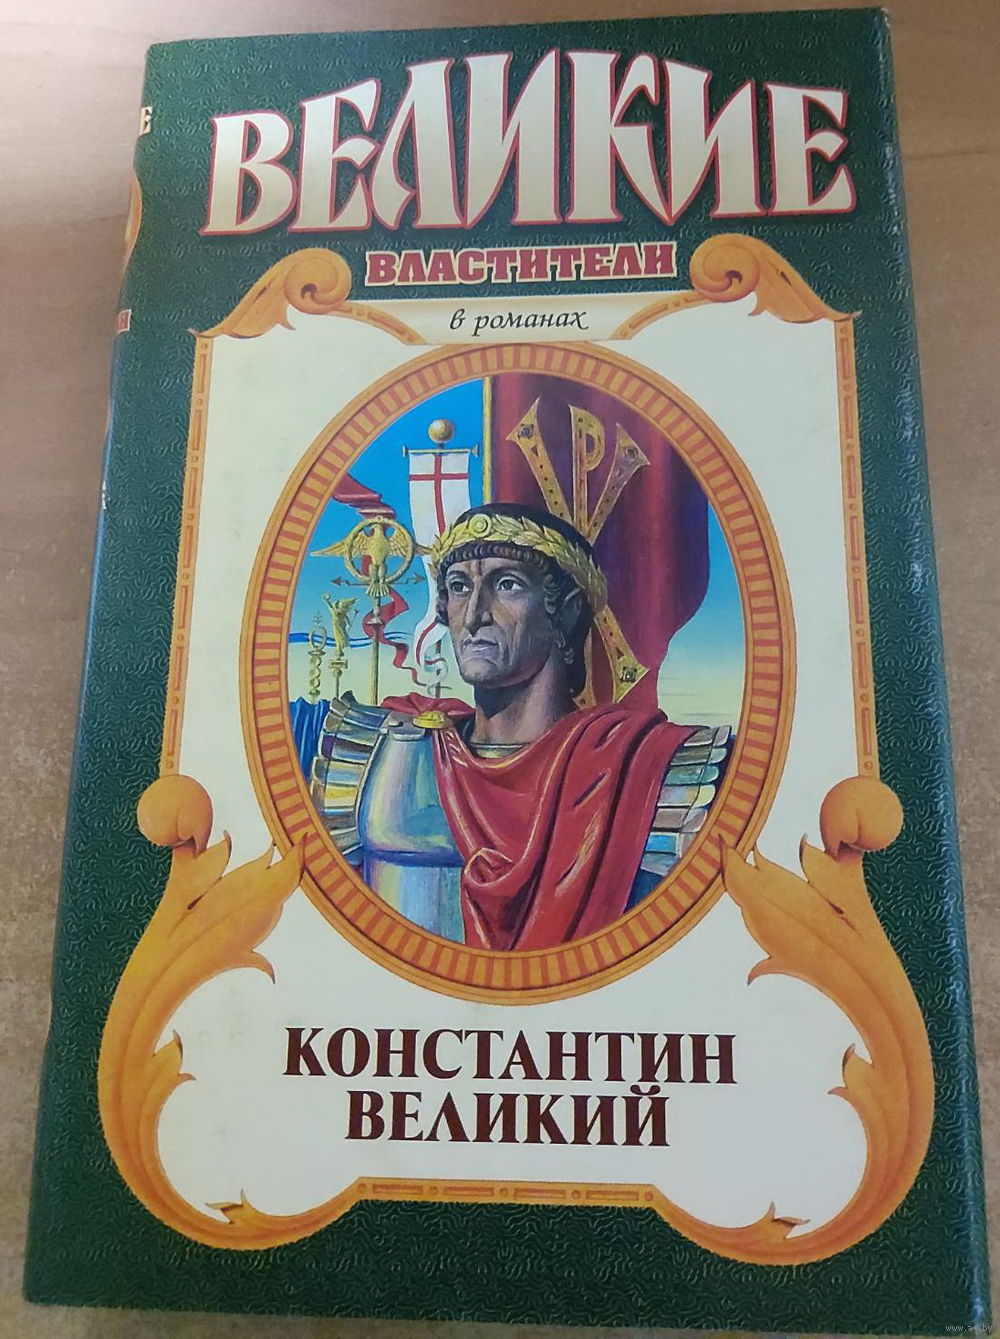 ВЕЛИКИЕ
ВЛАСТИТЕЛИ
в романах
КОНСТАНТИН
ВЕЛИКИЙ